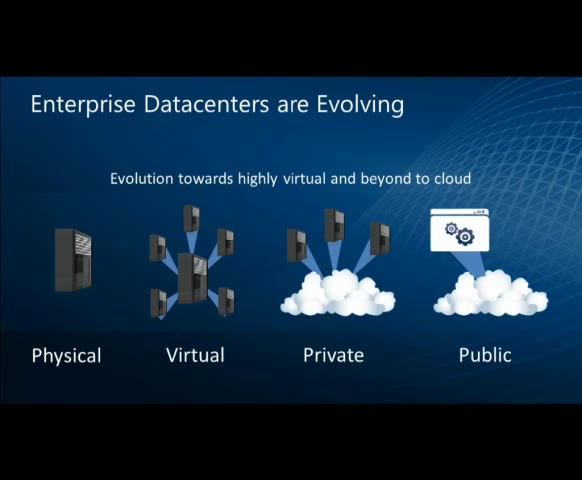 Enterprise Datacenters are Evolving
Evolution towards highly virtual and beyond to cloud
Physical
Virtual
Private
Public